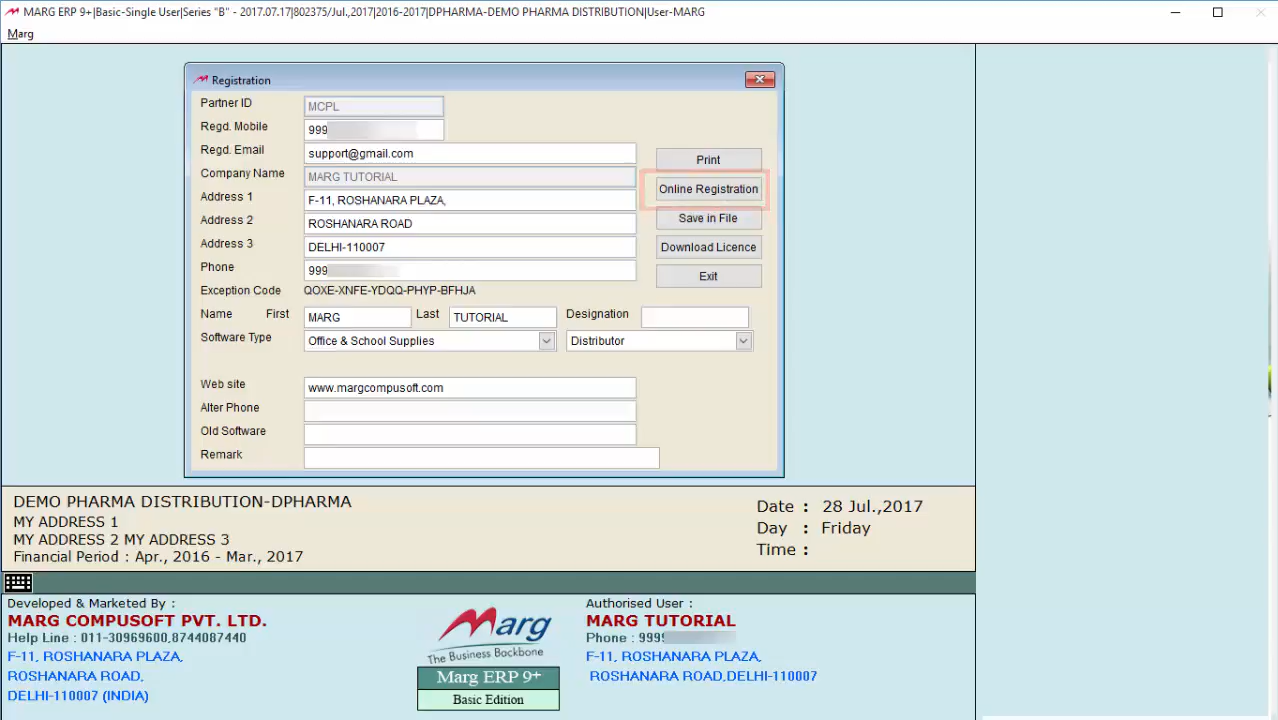 MARG ERP 9+|Basic-Single User|Series "B" - 2017.07.17|802375/Jul.,2017|2016-2017|DPHARMA-DEMO PHARMA DISTRIBUTION|User-MARG
Marg
Registration
Partner ID MCPL
Regd. Mobile 999
Regd. Email support@gmail.com
Print
Company Name MARG TUTORIAL
Online Registration
Address 1 F-11, ROSHANARA PLAZA,
Address 2 ROSHANARA ROAD
Save in File
Address 3 DELHI-110007
Download Licence
Phone 999
Exit
Exception Code QOXE-XNFE-YDQQ-PHYP-BFHJA
Name First MARG Last TUTORIAL Designation
Software Type Office & School Supplies Distributor
Web site www.margcompusoft.com
Alter Phone
Old Software
Remark
DEMO PHARMA DISTRIBUTION-DPHARMA
MY ADDRESS 1
MY ADDRESS 2 MY ADDRESS 3
Financial Period : Apr., 2016 - Mar., 2017
Date : 28 Jul.,2017
Day : Friday
Time :
Developed & Marketed By :
MARG COMPUSOFT PVT. LTD.
Help Line : 011-30969600,8744087440
F-11, ROSHANARA PLAZA,
ROSHANARA ROAD,
DELHI-110007 (INDIA)
Marg
The Business Backbone
Marg ERP 9+
Basic Edition
Authorised User :
MARG TUTORIAL
Phone : 9999
F-11, ROSHANARA PLAZA,
ROSHANARA ROAD,DELHI-110007